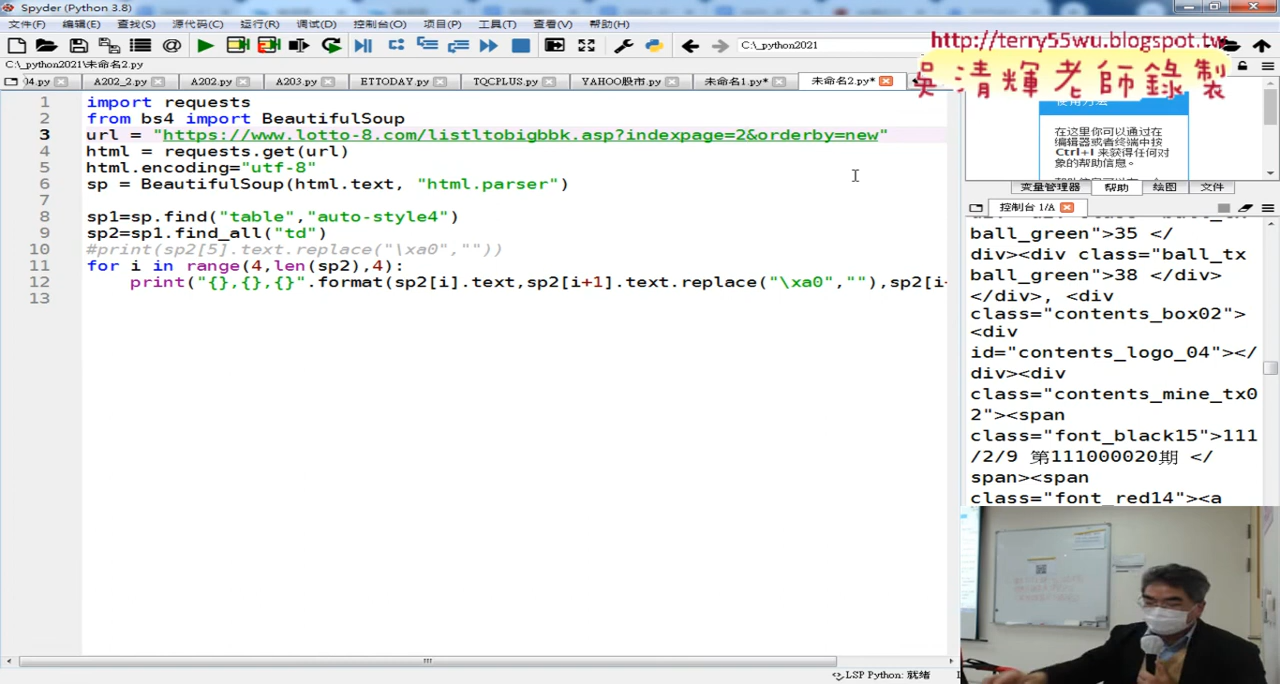 Spyder (Python 3.8)
文件(F) 编辑(E) 查找(S) 源代码(C) 运行(R) 调试(D) 控制台(O) 项目(P) 工具(T) 查看(V) 帮助(H)
C:\_python2021
http://terry55wu.blogspot.tw
吳清輝老師錄製
C:\_python2021\未命名2.py
04.py A202_2.py A202.py A203.py ETTODAY.py TQCPLUS.py YAHOO股市.py 未命名1.py* 未命名2.py*
1 import requests
2 from bs4 import BeautifulSoup
3 url = "https://www.lotto-8.com/listltobigbbk.asp?indexpage=2&orderby=new"
4 html = requests.get(url)
5 html.encoding="utf-8"
6 sp = BeautifulSoup(html.text, "html.parser")
7
8 sp1=sp.find("table","auto-style4")
9 sp2=sp1.find_all("td")
10 #print(sp2[5].text.replace("\xa0",""))
11 for i in range(4,len(sp2),4):
12 print("{},{},{}".format(sp2[i].text,sp2[i+1].text.replace("\xa0",""),sp2[i+
13
使用方法
在这里你可以通过在
编辑器或者终端中按
Ctrl+I 来获得任何对
象的帮助信息。
变量管理器 帮助 绘图 文件
控制台 1/A
ball_green">35 </
div><div class="ball_tx
ball_green">38 </div>
</div>, <div
class="contents_box02">
<div
id="contents_logo_04"></
div><div
class="contents_mine_tx0
2"><span
class="font_black15">111
/2/9 第111000020期 </
span><span
class="font_red14"><a
LSP Python: 就绪